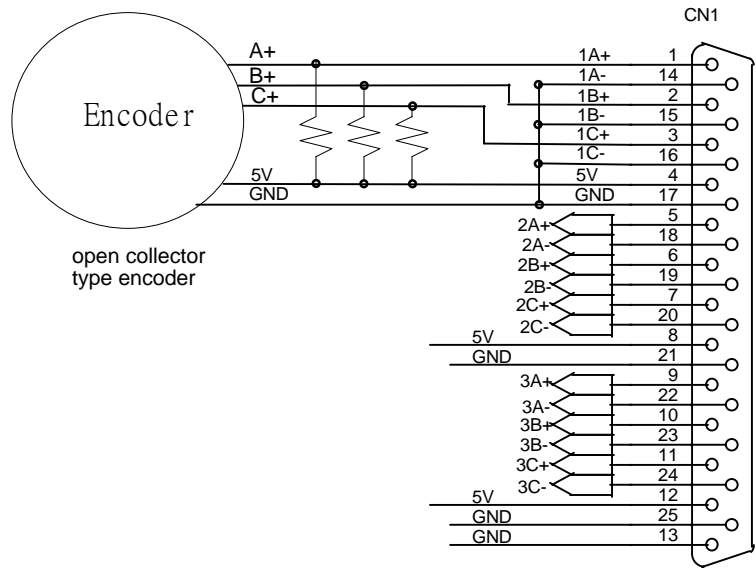 CN1
A+ 1A+ 1
1A- 14
B+ 1B+ 2
1B- 15
C+ 1C+ 3
1C- 16
5V 5V 4
GND GND 17
Encoder
open collector
type encoder
2A+ 5
2A- 18
2B+ 6
2B- 19
2C+ 7
2C- 20
5V 8
GND 21
3A+ 9
3A- 22
3B+ 10
3B- 23
3C+ 11
3C- 24
5V 12
GND 25
GND 13